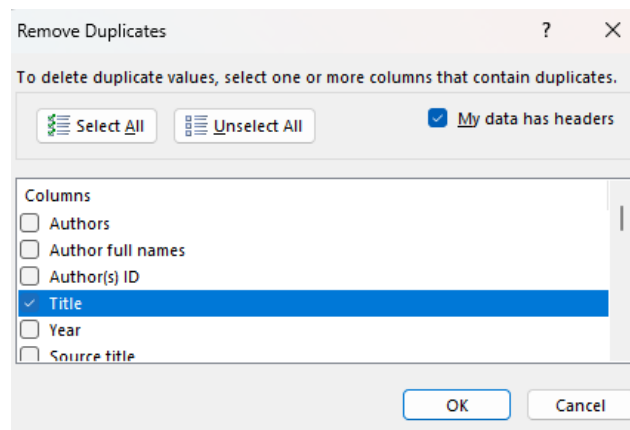 Remove Duplicates ?
To delete duplicate values, select one or more columns that contain duplicates.
Select All Unselect All My data has headers
Columns
Authors
Author full names
Author(s) ID
Title
Year
Source title
OK Cancel